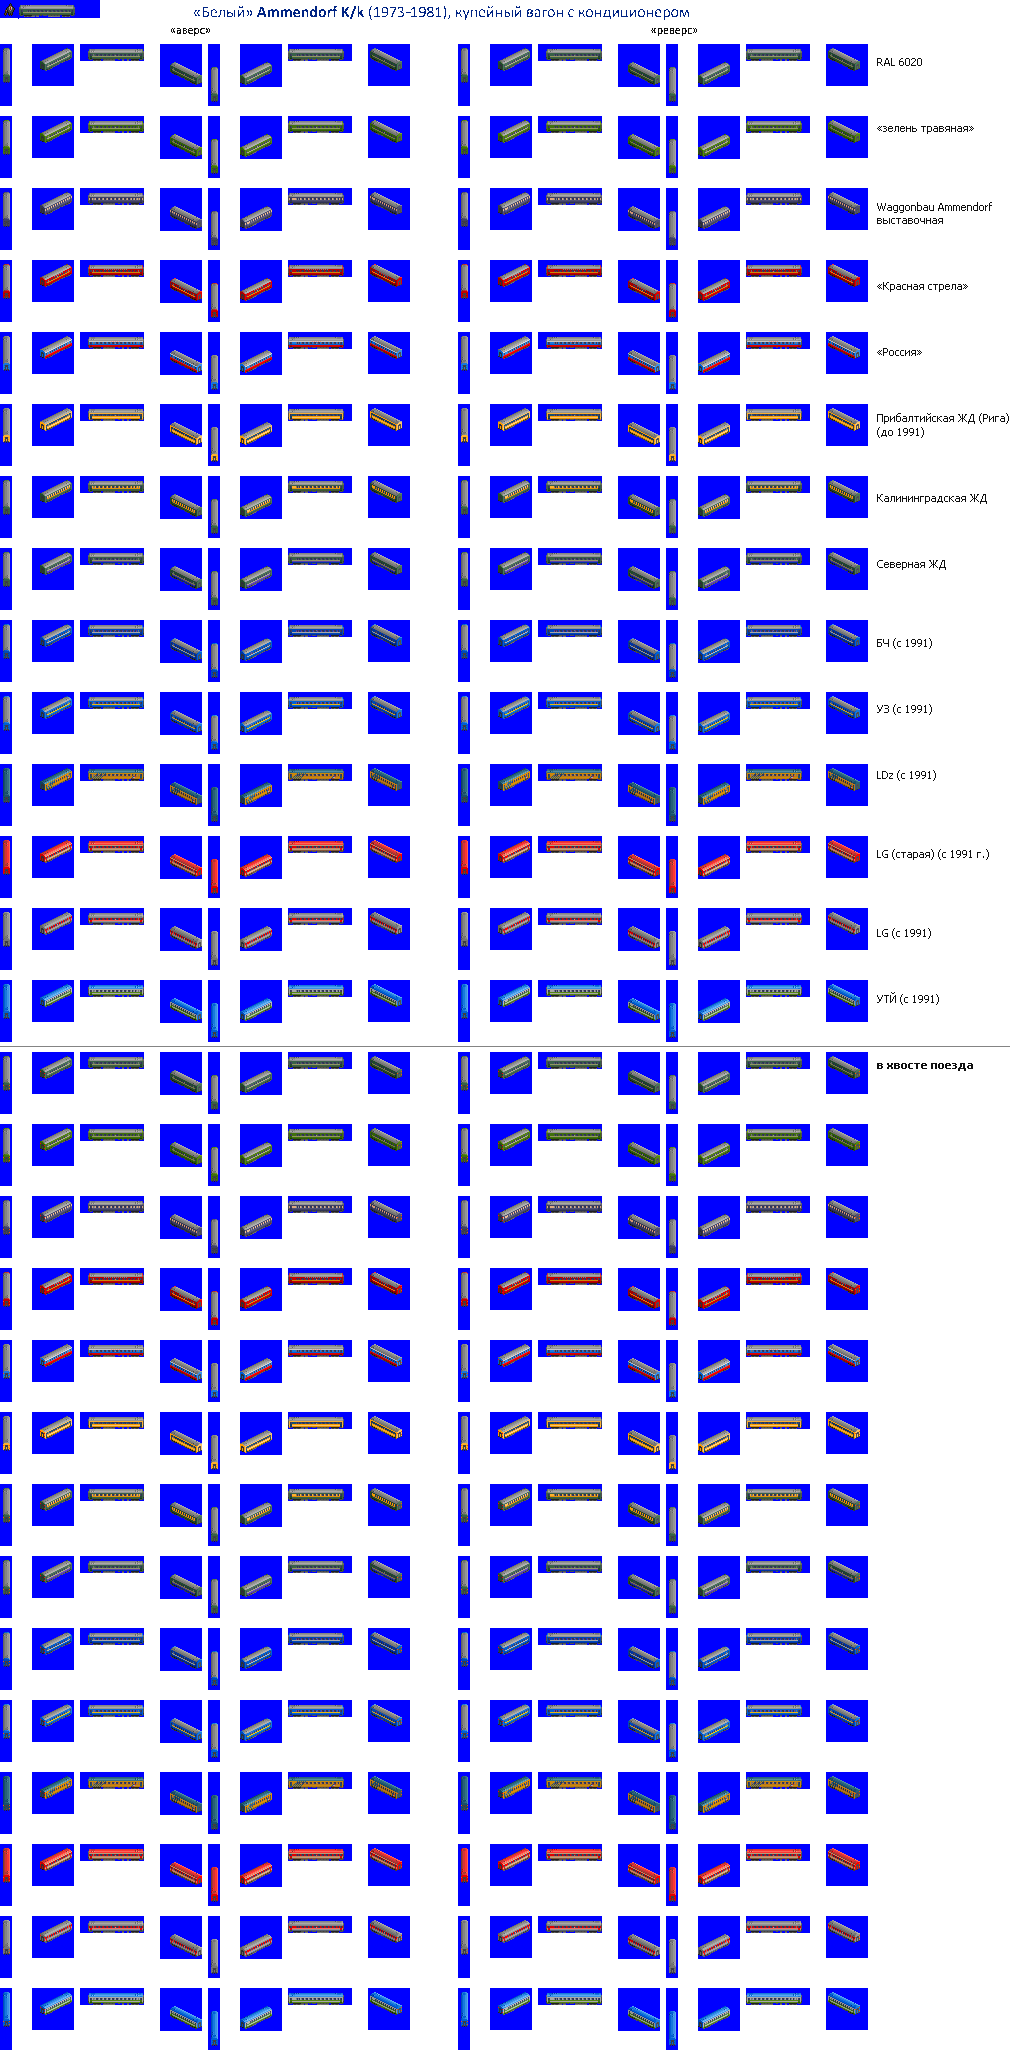 «Белый» Ammendorf K/k (1973-1981), купейный вагон с кондиционером
«аверс» «реверс»
RAL 6020
«зелень травяная»
Waggonbau Ammendorf
выставочная
«Красная стрела»
«Россия»
Прибалтийская ЖД (Рига)
(до 1991)
Калининградская ЖД
Северная ЖД
БЧ (с 1991)
УЗ (с 1991)
LDz (с 1991)
LG (старая) (с 1991 г.)
LG (с 1991)
УТЙ (с 1991)
в хвосте поезда